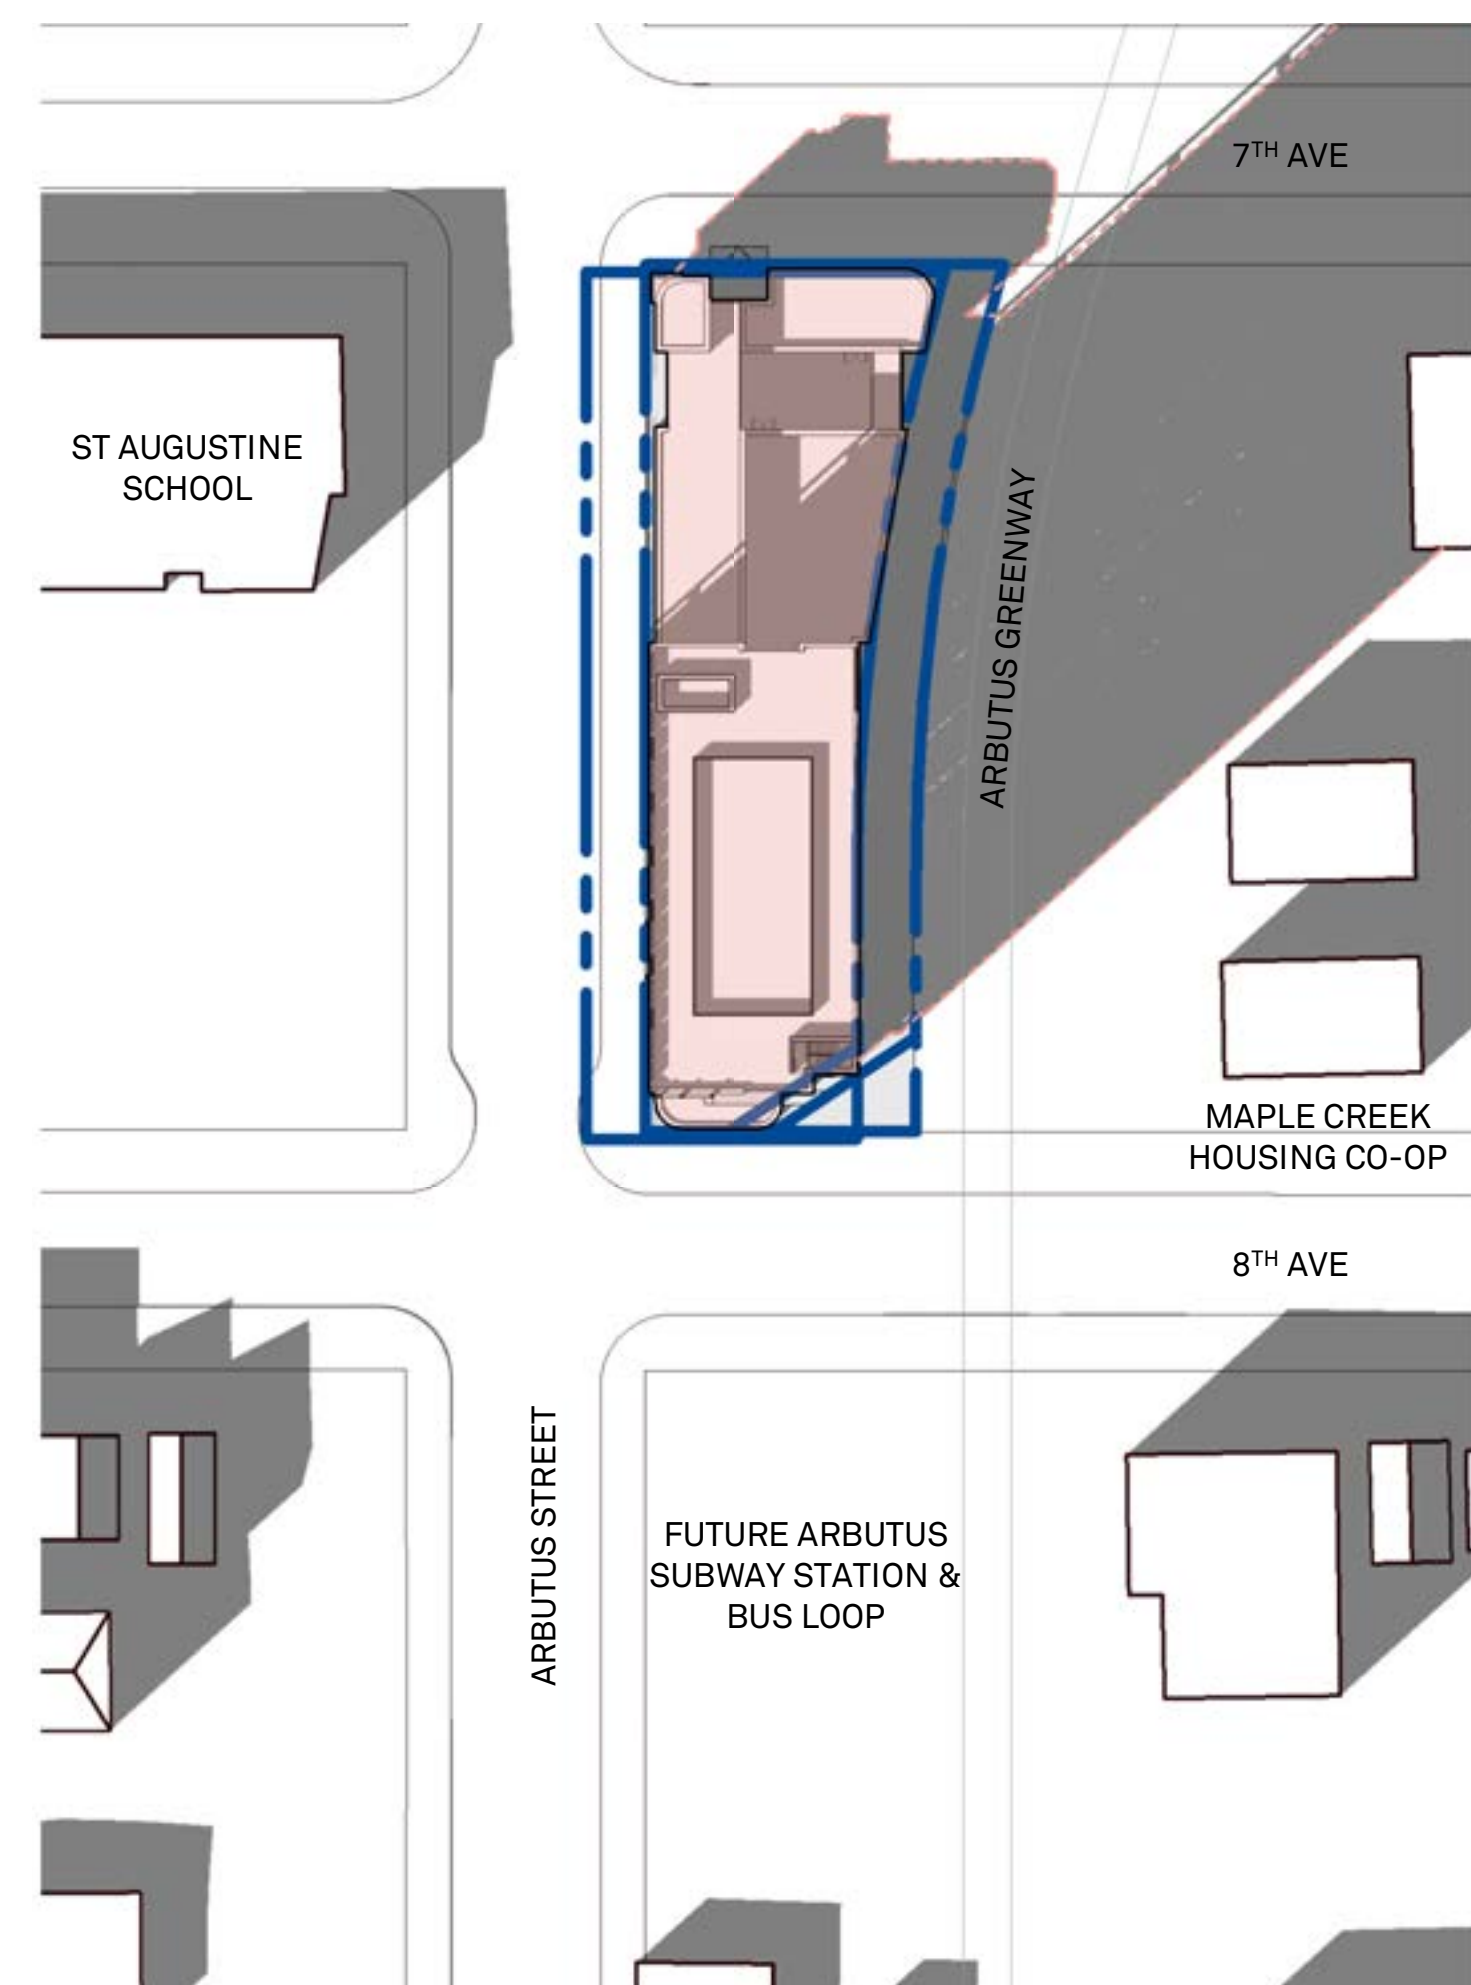 7TH AVE
ST AUGUSTINE
SCHOOL
ARBUTUS GREENWAY
MAPLE CREEK
HOUSING CO-OP
8TH AVE
ARBUTUS STREET
FUTURE ARBUTUS
SUBWAY STATION &
BUS LOOP